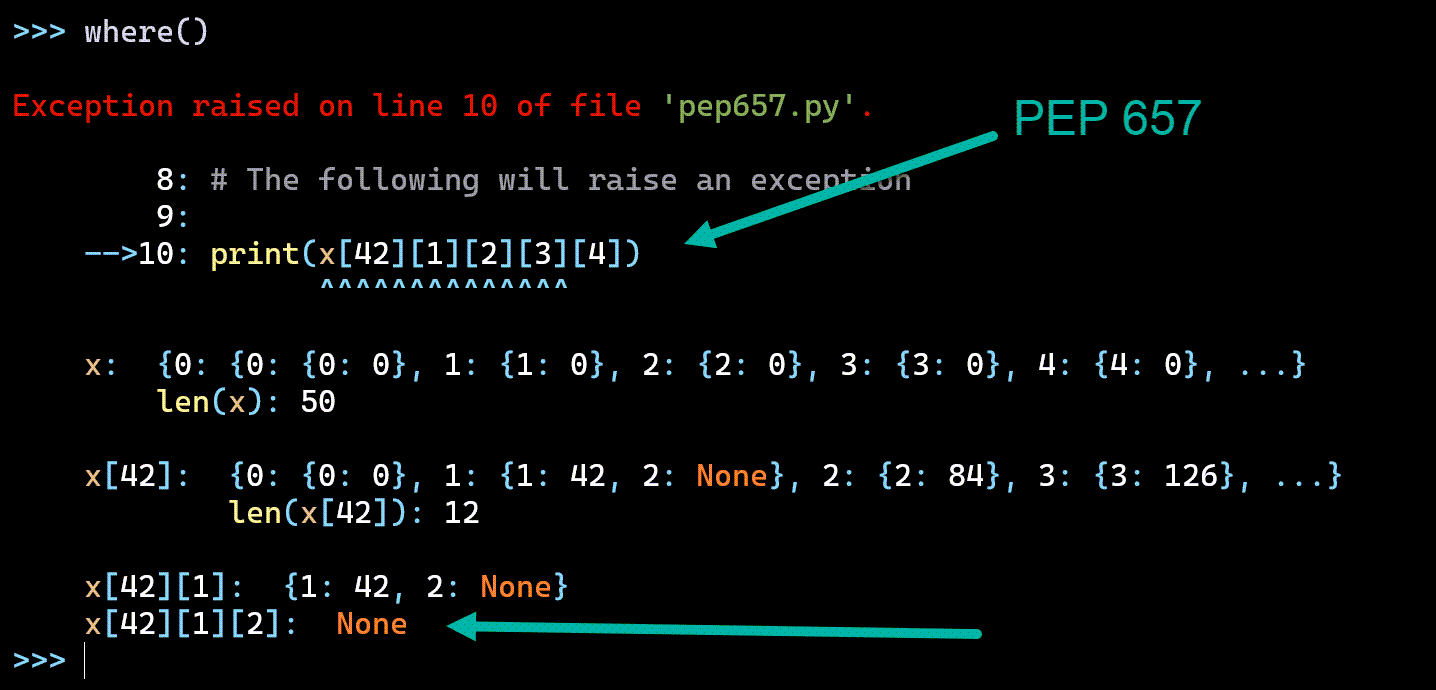 >>> where()
Exception raised on line 10 of file 'pep657.py'.
PEP 657
8: # The following will raise an exception
9:
-->10: print(x[42][1][2][3][4])
^^^^^^^^^^^^^^
x: {0: {0: {0: 0}, 1: {1: 0}, 2: {2: 0}, 3: {3: 0}, 4: {4: 0}, ...}
len(x): 50
x[42]: {0: {0: 0}, 1: {1: 42, 2: None}, 2: {2: 84}, 3: {3: 126}, ...}
len(x[42]): 12
x[42][1]: {1: 42, 2: None}
x[42][1][2]: None
>>>